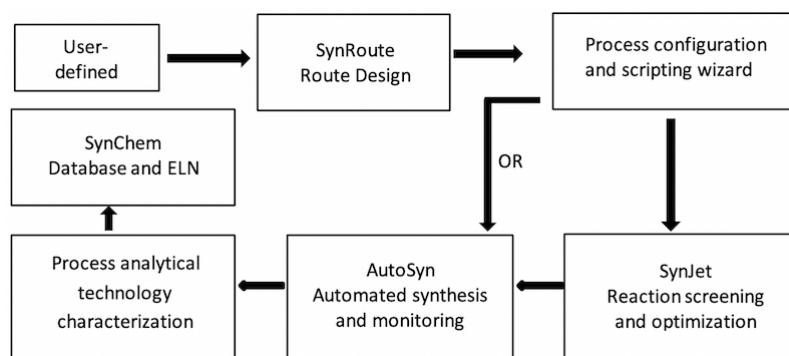 User-
defined
SynRoute
Route Design
Process configuration
and scripting wizard
SynChem
Database and ELN
OR
Process analytical
technology
characterization
AutoSyn
Automated synthesis
and monitoring
SynJet
Reaction screening
and optimization